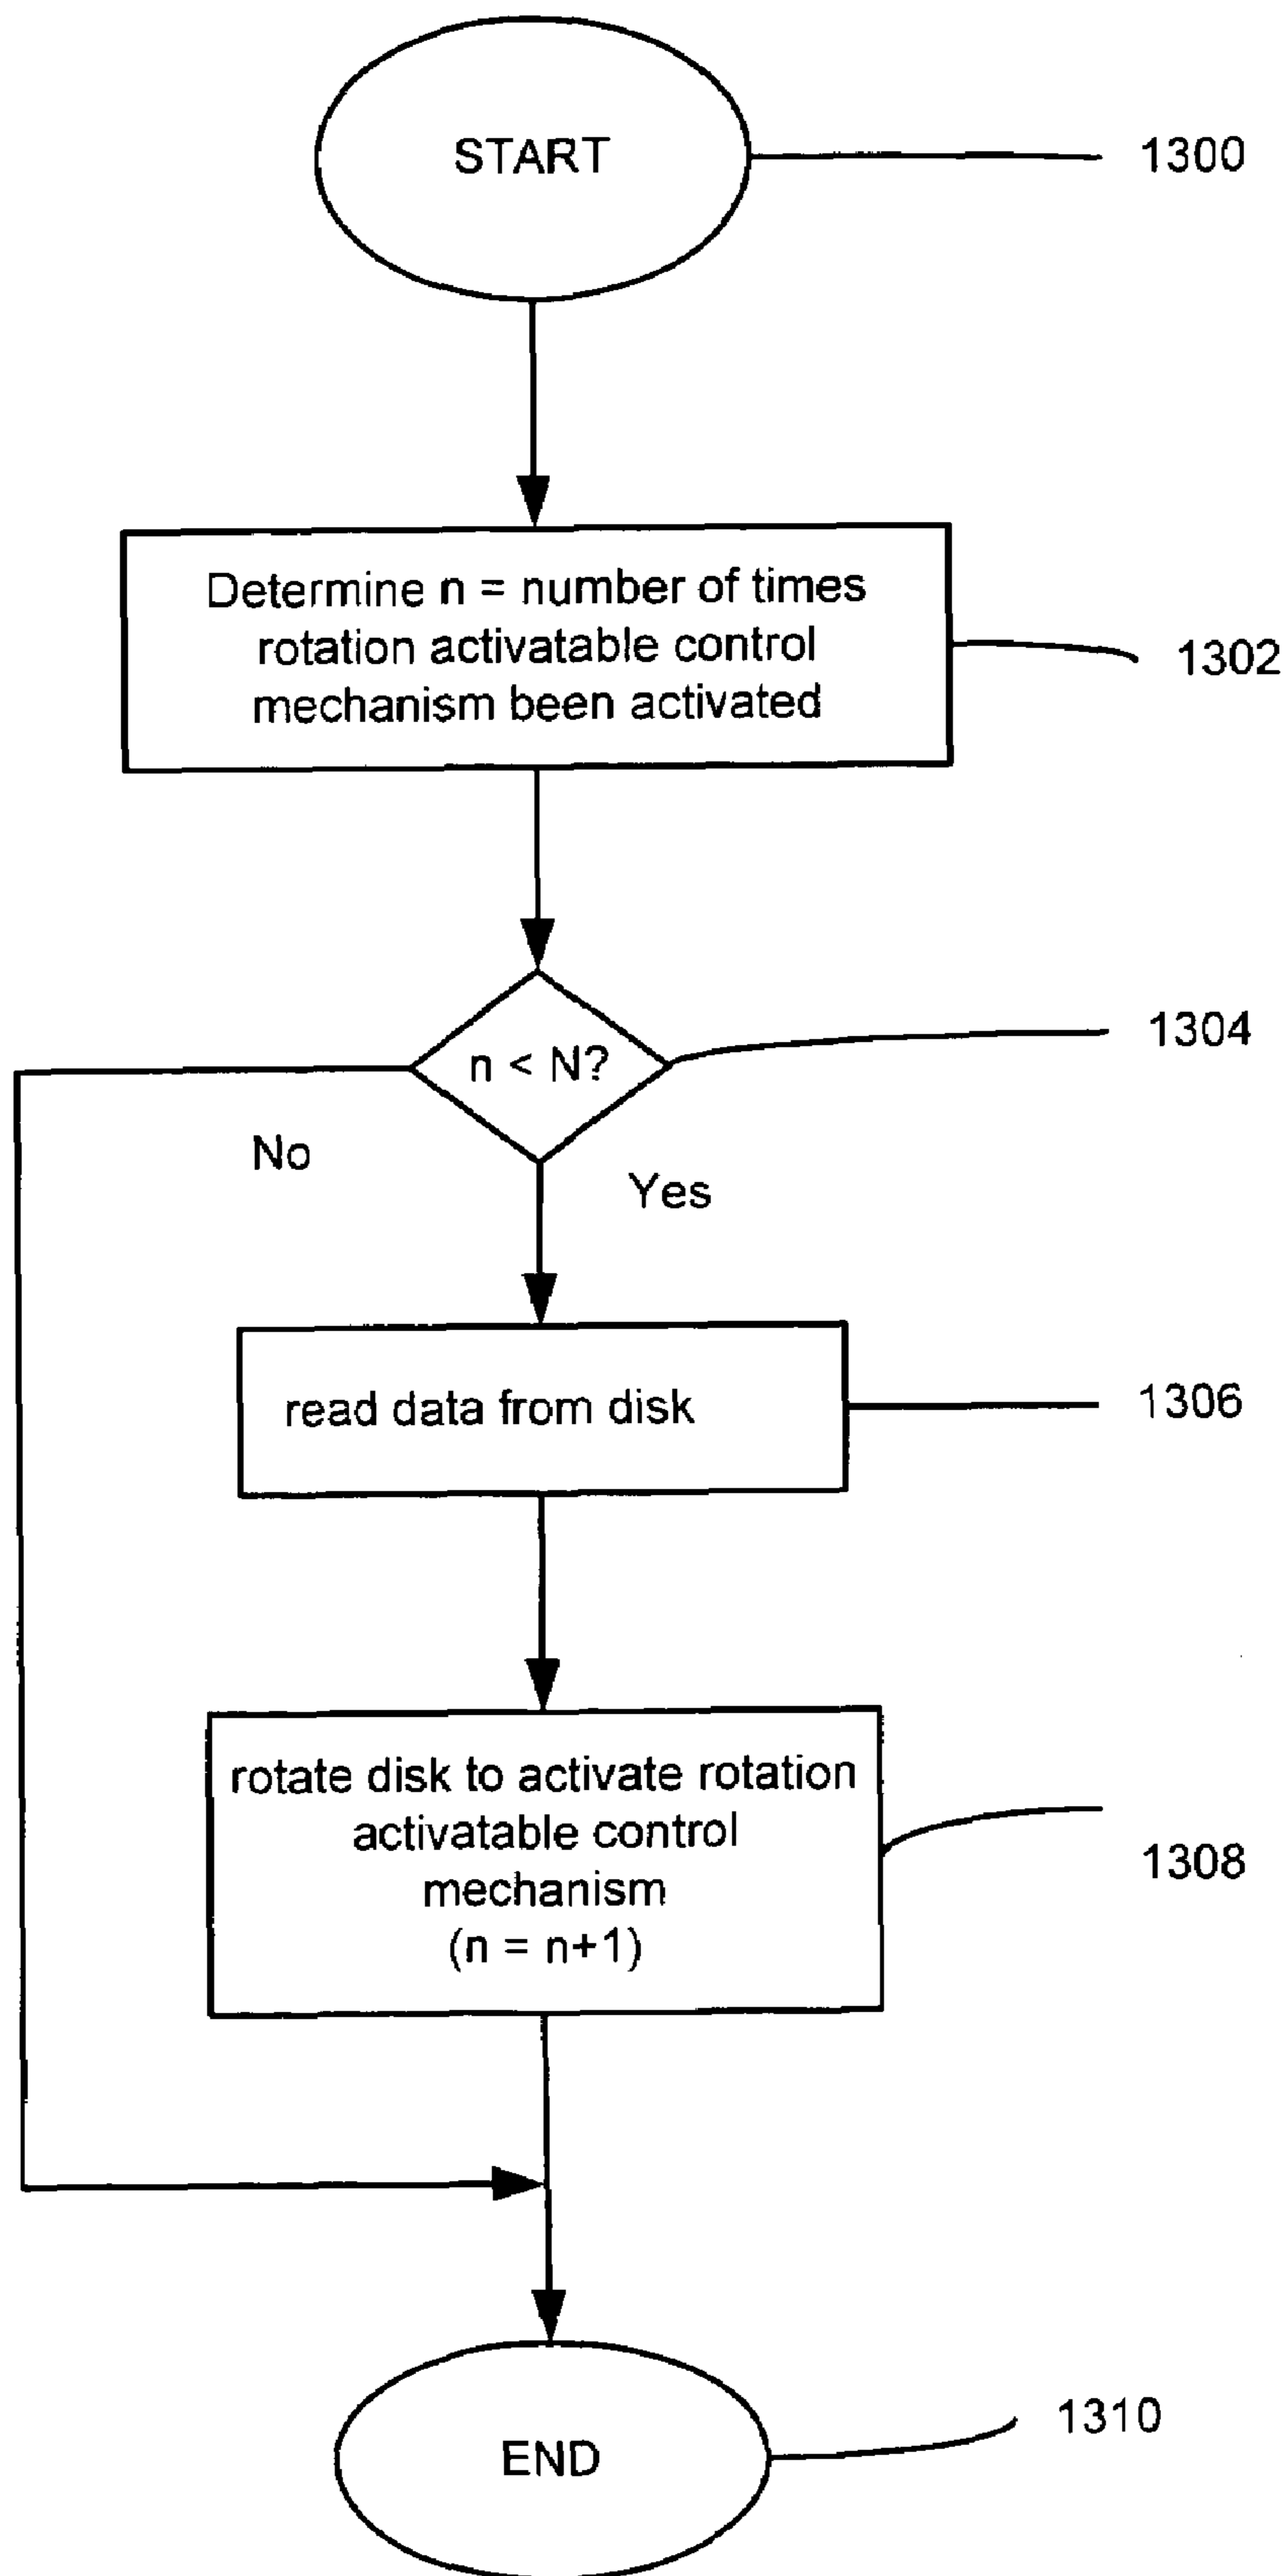 START
1300
Determine n = number of times
rotation activatable control
mechanism been activated
1302
n < N?
1304
No
Yes
read data from disk
1306
rotate disk to activate rotation
activatable control
mechanism
(n = n+1)
1308
END
1310